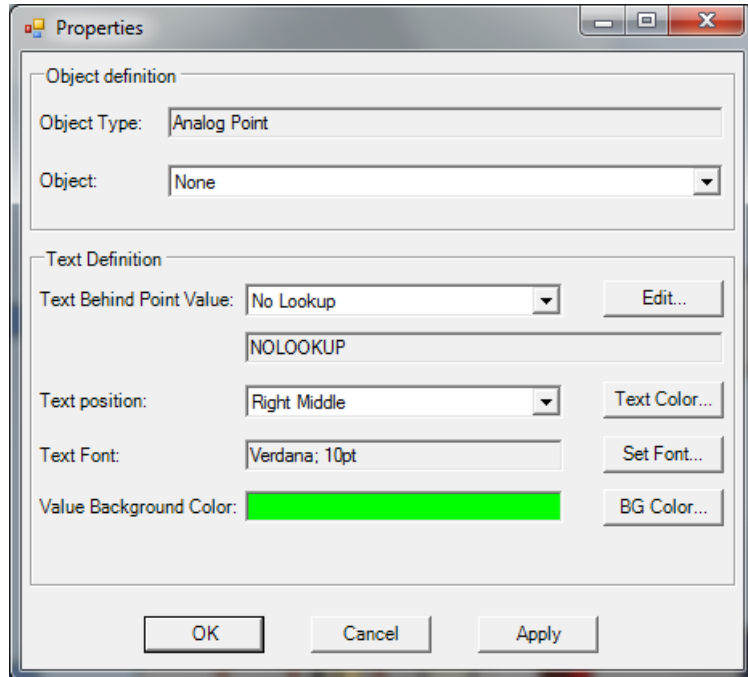 Properties
Object definition
Object Type: Analog Point
Object: None
Text Definition
Text Behind Point Value: No Lookup Edit...
NOLOOKUP
Text position: Right Middle Text Color...
Text Font: Verdana; 10pt Set Font...
Value Background Color: BG Color...
OK Cancel Apply